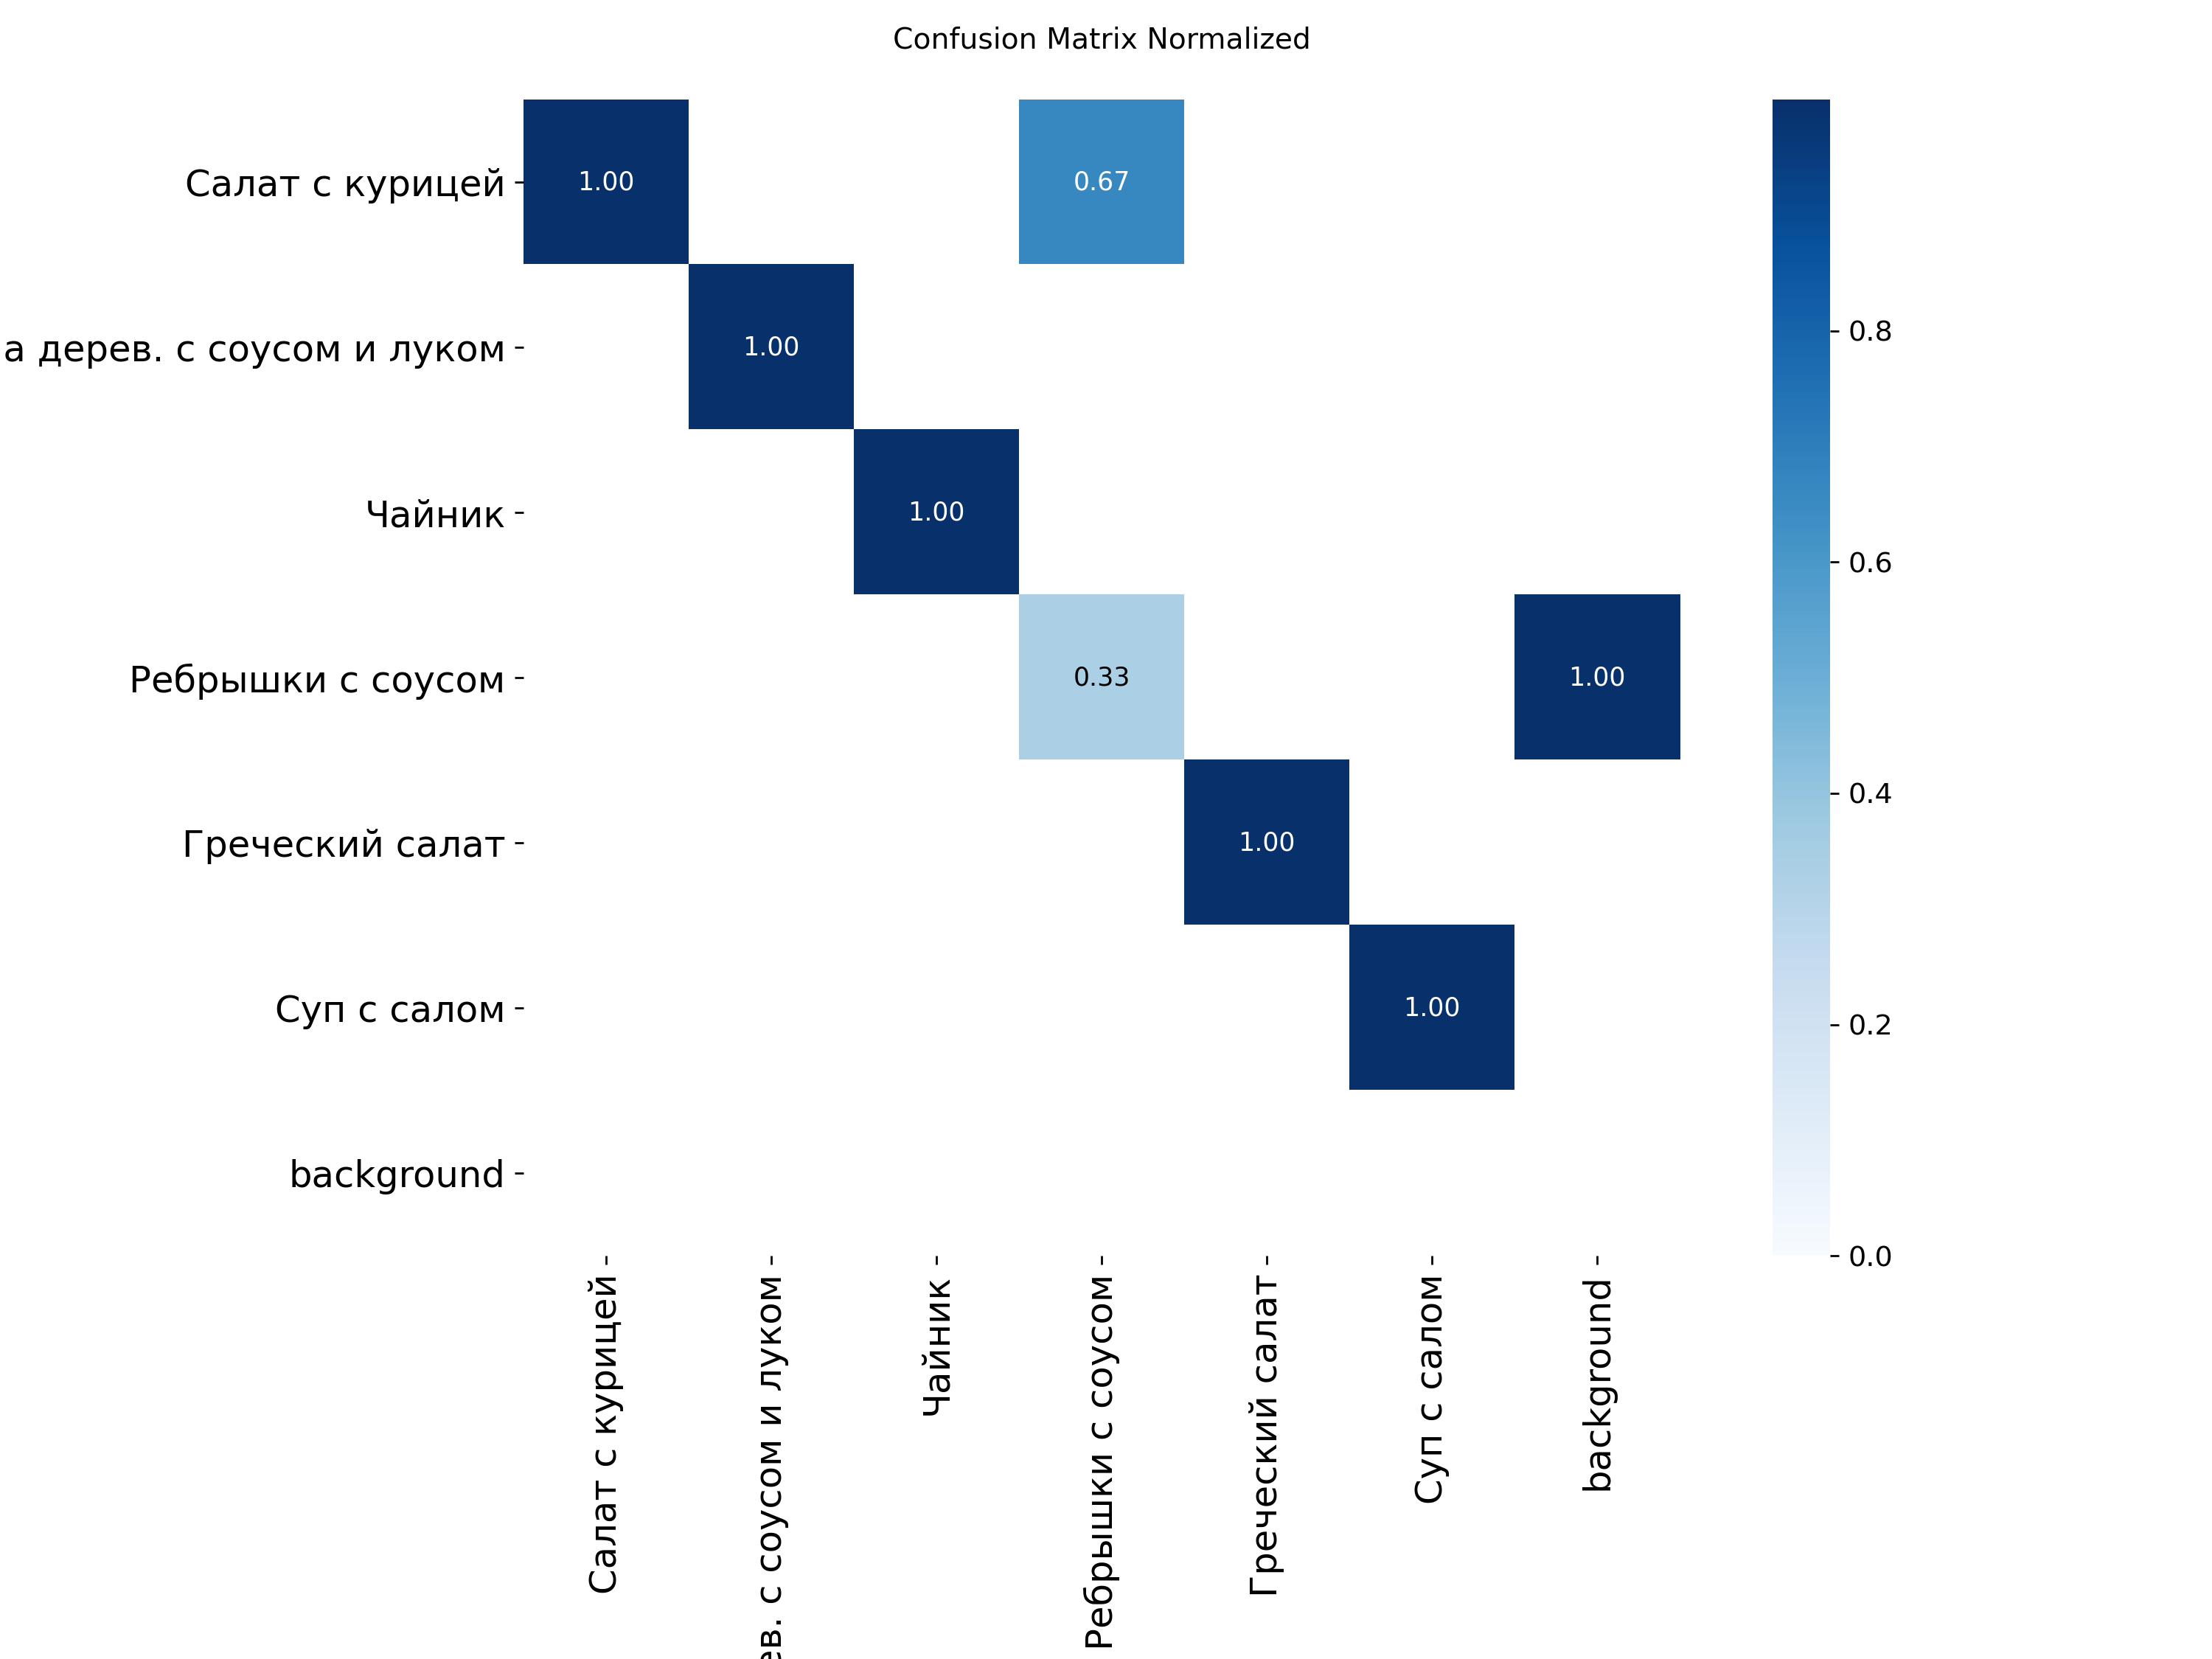 Confusion Matrix Normalized
Салат с курицей
1.00
0.67
а дерев. с соусом и луком
1.00
Чайник
1.00
Ребрышки с соусом
0.33
1.00
Греческий салат
1.00
Суп с салом
1.00
background
0.8
0.6
0.4
0.2
0.0
Салат с курицей
ев. с соусом и луком
Чайник
Ребрышки с соусом
Греческий салат
Суп с салом
background